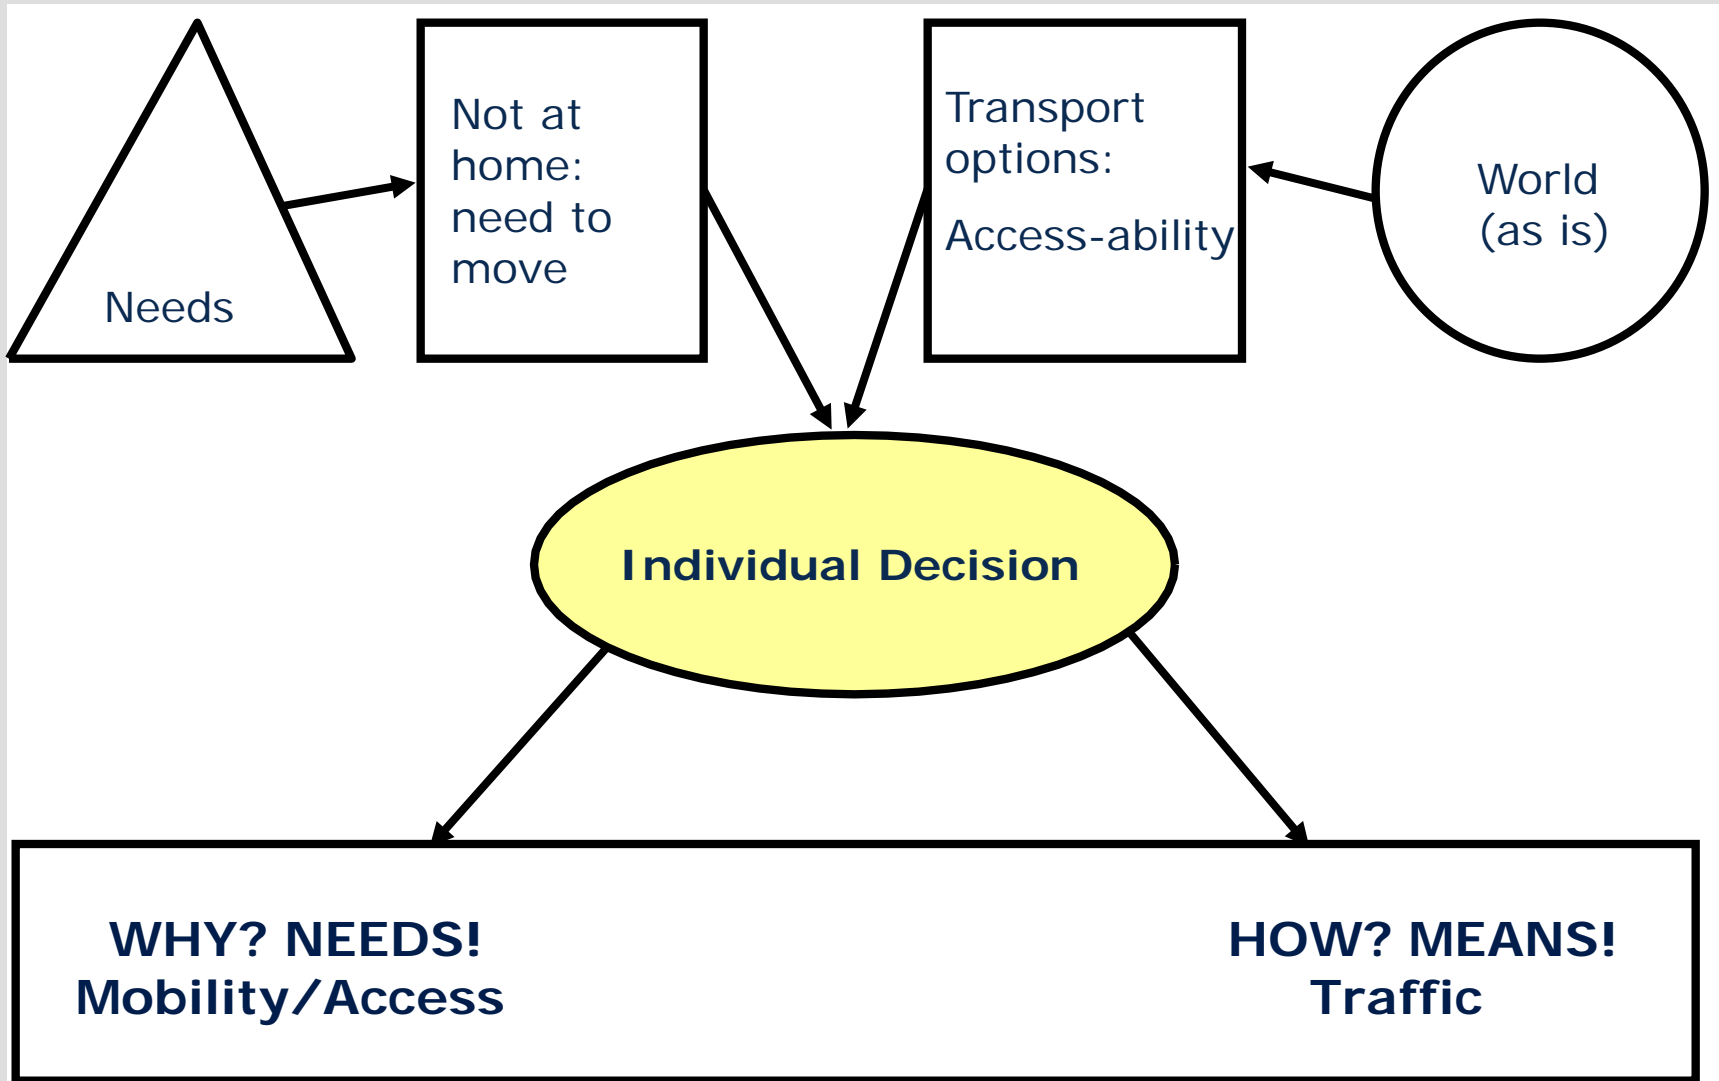 Needs
Not at
home:
need to
move
Transport
options:
Access-ability
World
(as is)
Individual Decision
WHY? NEEDS!
Mobility/Access
HOW? MEANS!
Traffic